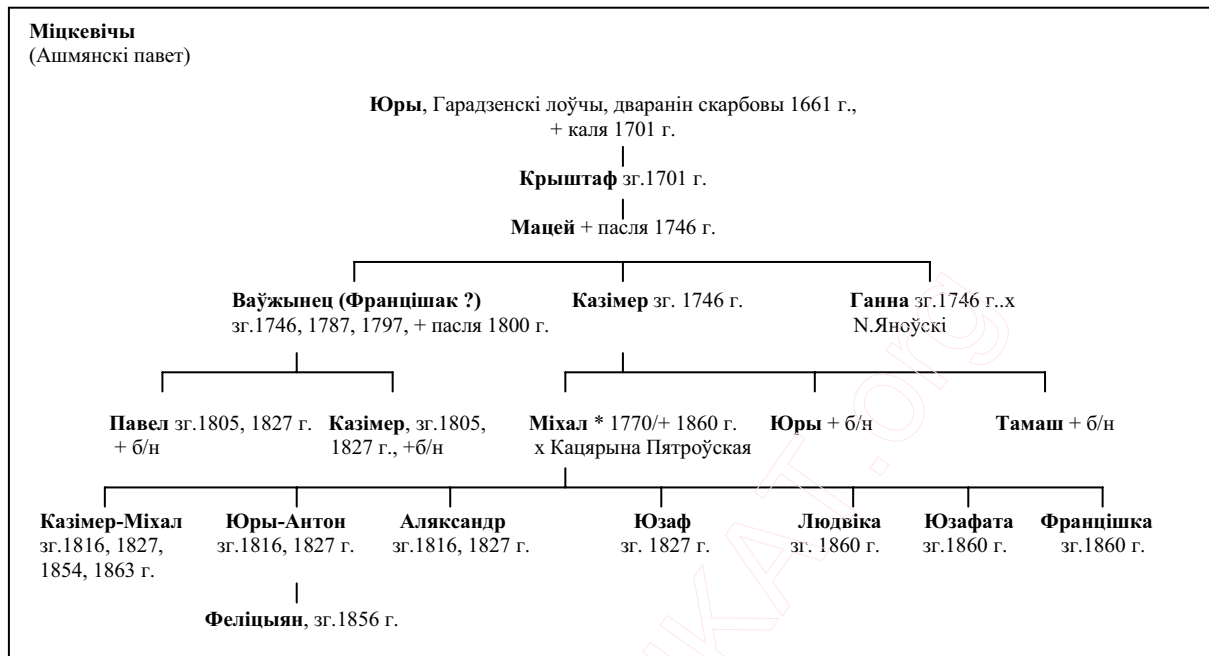 Міцкевічы
(Ашмянскі павет)
Юры, Гарадзенскі лоўчы, дваранін скарбовы 1661 г.,
+ каля 1701 г.
Крыштаф зг.1701 г.
Мацей + пасля 1746 г.
Ваўжынец (Францішак ?)
зг.1746, 1787, 1797, + пасля 1800 г.
Казімер зг. 1746 г.
Ганна зг.1746 г..х
N.Яноўскі
Павел зг.1805, 1827 г.
+ б/н
Казімер, зг.1805,
1827 г., +б/н
Міхал * 1770/+ 1860 г.
х Кацярына Пятроўская
Юры + б/н
Тамаш + б/н
Казімер-Міхал
зг.1816, 1827,
1854, 1863 г.
Юры-Антон
зг.1816, 1827 г.
Аляксандр
зг.1816, 1827 г.
Юзаф
зг. 1827 г.
Людвіка
зг. 1860 г.
Юзафата
зг.1860 г.
Францішка
зг.1860 г.
Феліцыян, зг.1856 г.